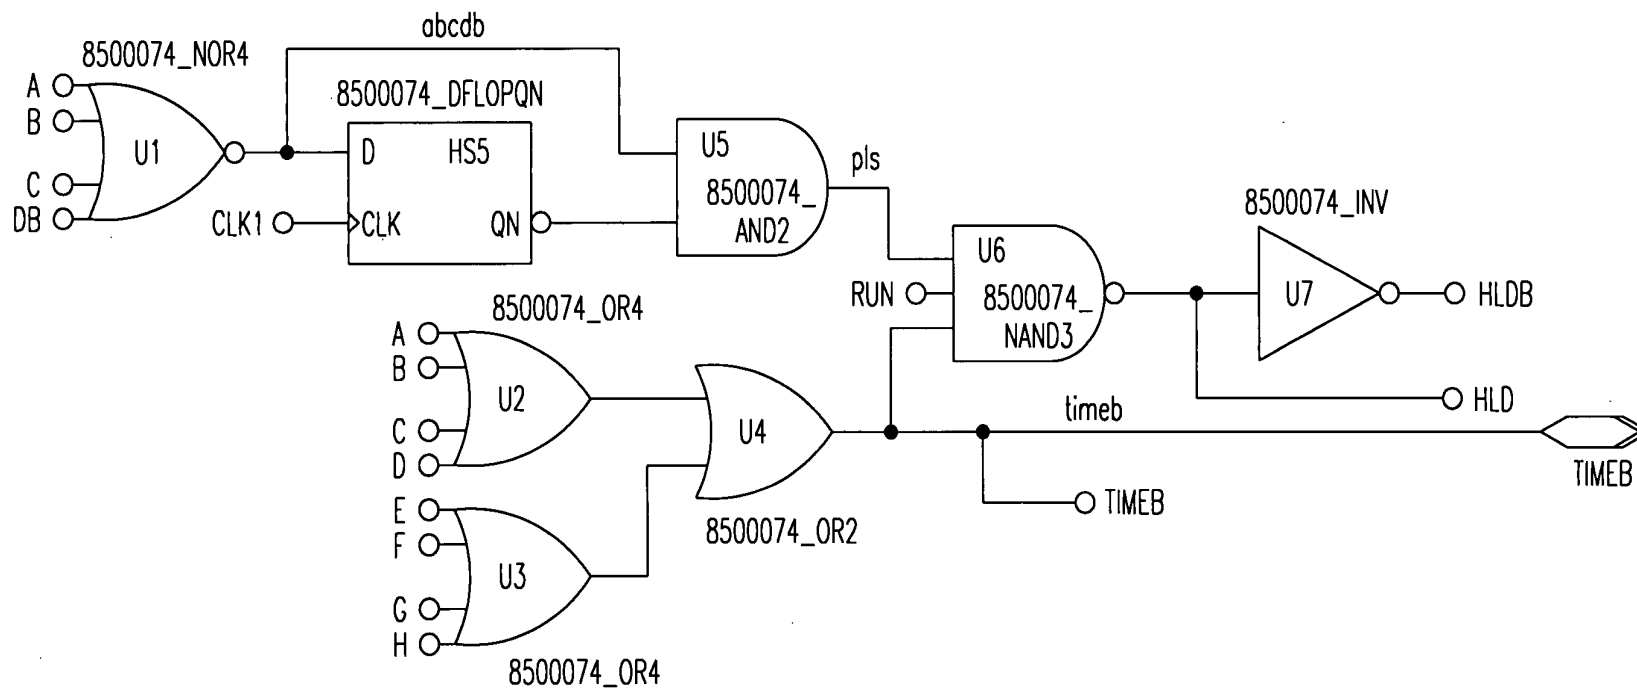 abcdb
8500074_NOR4
A
B
C
DB
U1
8500074_DFLOPQN
D
HS5
CLK1
CLK
QN
U5
8500074_
AND2
pls
U6
8500074_
NAND3
RUN
8500074_INV
U7
HLDB
HLD
8500074_OR4
A
B
C
D
U2
E
F
G
H
U3
8500074_OR4
U4
8500074_OR2
timeb
TIMEB
TIMEB